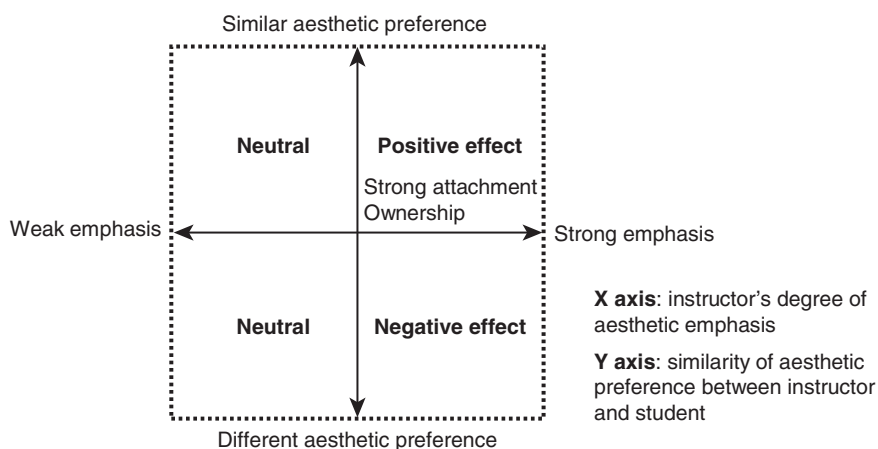 Similar aesthetic preference
Neutral
Positive effect
Strong attachment
Ownership
Weak emphasis
Strong emphasis
Neutral
Negative effect
X axis: instructor's degree of
aesthetic emphasis
Y axis: similarity of aesthetic
preference between instructor
and student
Different aesthetic preference